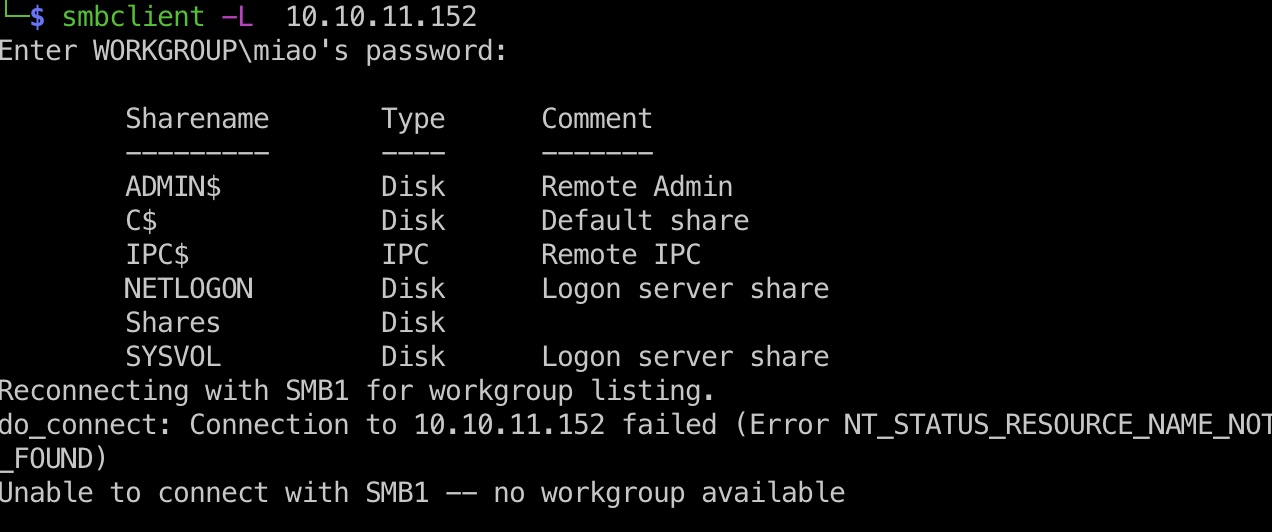 └─$ smbclient -L  10.10.11.152
Enter WORKGROUP\miao's password:
Sharename       Type      Comment
---------       ----      -------
ADMIN$          Disk      Remote Admin
C$              Disk      Default share
IPC$            IPC       Remote IPC
NETLOGON        Disk      Logon server share
Shares          Disk
SYSVOL          Disk      Logon server share
Reconnecting with SMB1 for workgroup listing.
do_connect: Connection to 10.10.11.152 failed (Error NT_STATUS_RESOURCE_NAME_NOT
_FOUND)
Unable to connect with SMB1 -- no workgroup available